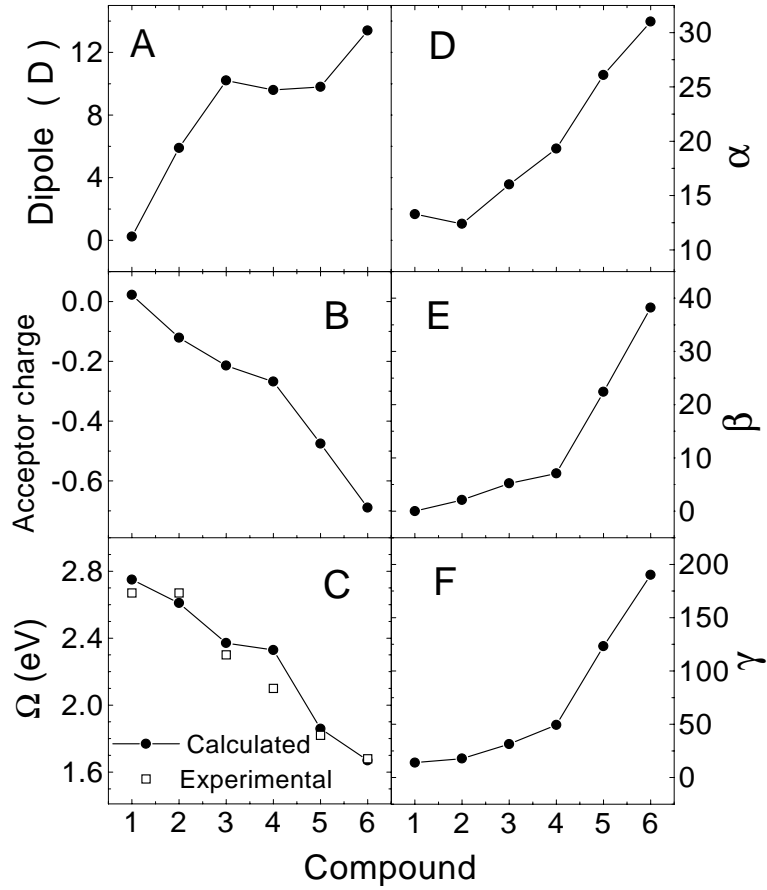 A
Dipole ( D )
12
8
4
0
D
α
30
25
20
15
10
B
Acceptor charge
0.0
-0.2
-0.4
-0.6
E
β
40
30
20
10
0
C
Ω (eV)
2.8
2.4
2.0
1.6
Calculated
Experimental
F
γ
200
150
100
50
0
1 2 3 4 5 6 1 2 3 4 5 6
Compound